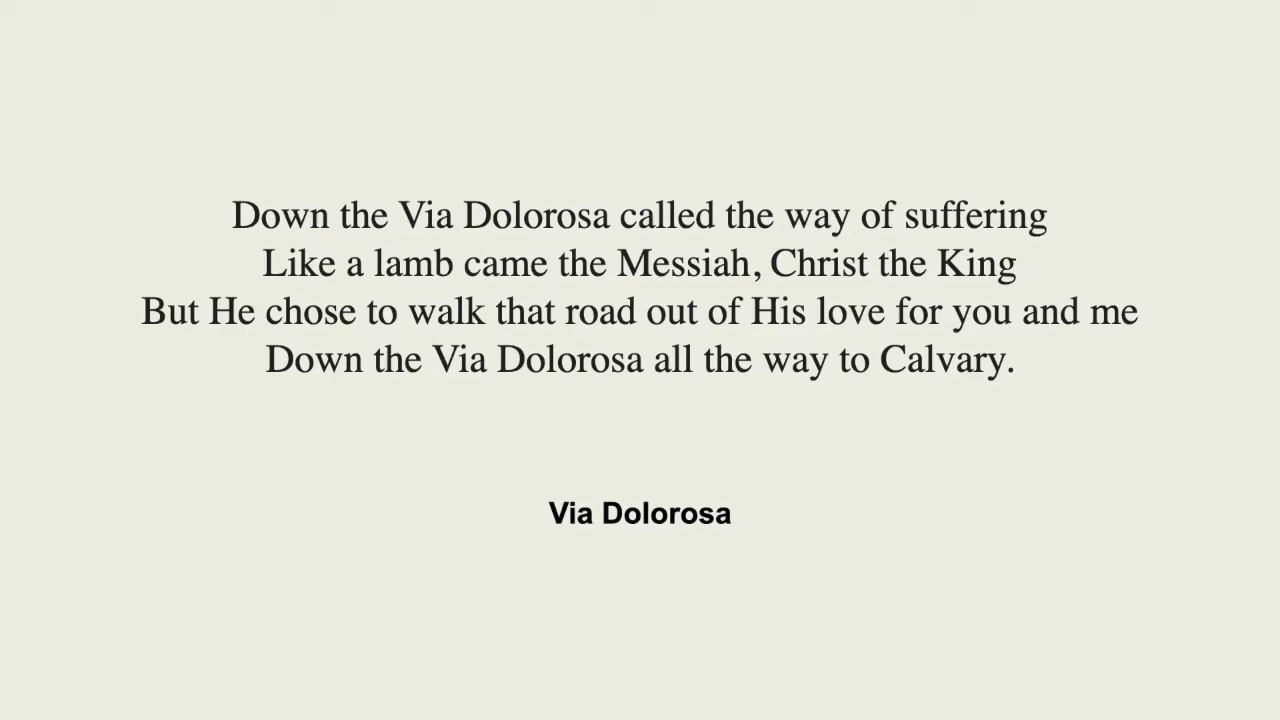 Down the Via Dolorosa called the way of suffering
Like a lamb came the Messiah, Christ the King
But He chose to walk that road out of His love for you and me
Down the Via Dolorosa all the way to Calvary.
Via Dolorosa